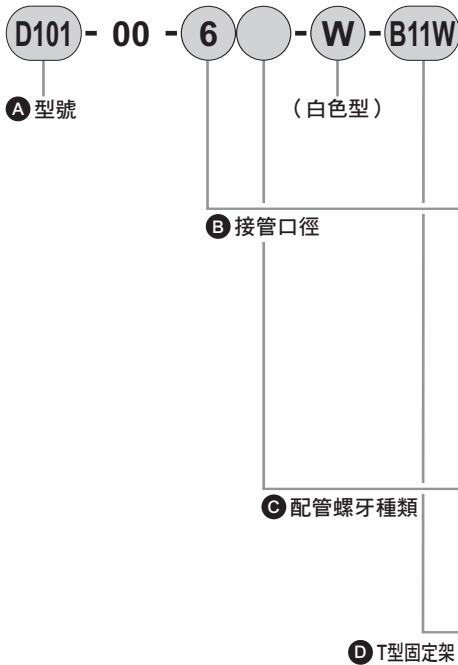 D101 - 00 - 6 - W - B11W
A 型號
(白色型)
B 接管口徑
C 配管螺牙種類
D T型固定架